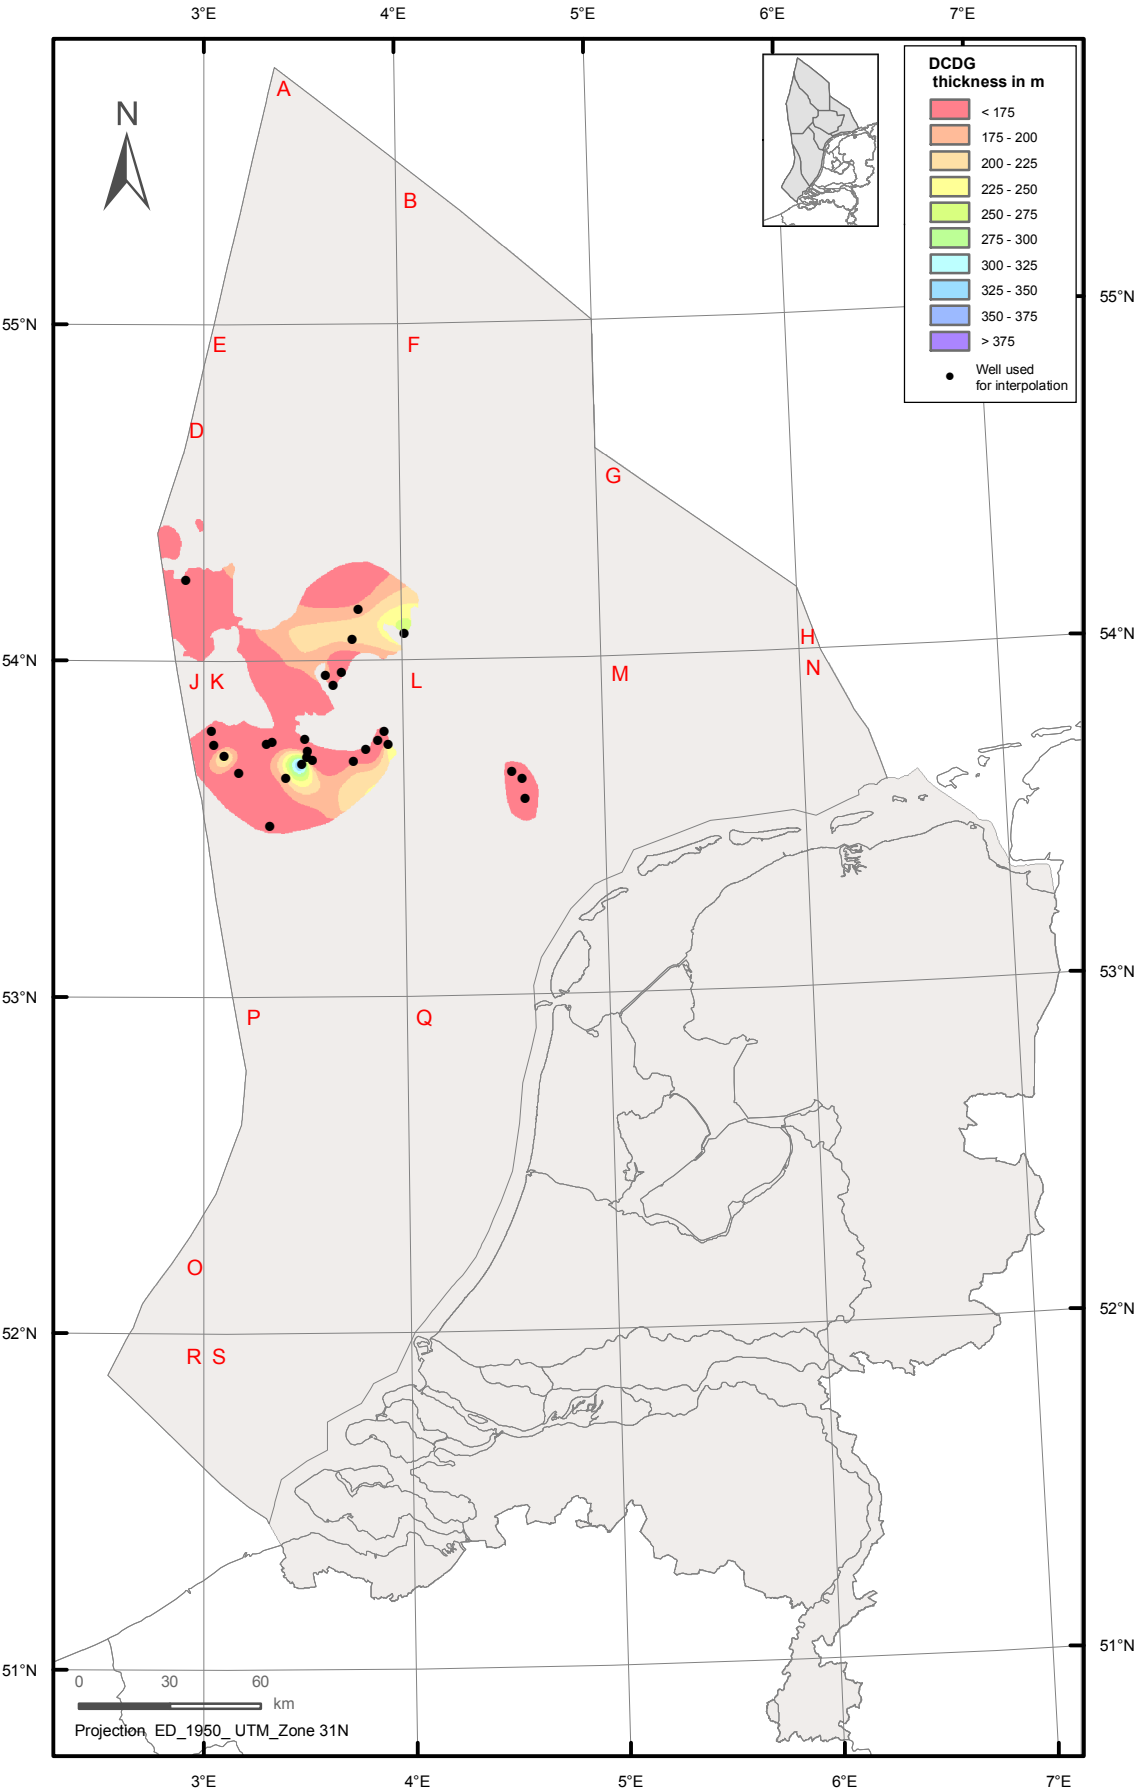 3°E 4°E 5°E 6°E 7°E
DCDG
thickness in m
< 175
175 - 200
200 - 225
225 - 250
250 - 275
275 - 300
300 - 325
325 - 350
350 - 375
> 375
Well used
for interpolation
N
A
B
55°N 55°N
E F
D
G
H
54°N 54°N
J K L M N
53°N 53°N
P Q
O
52°N 52°N
R S
51°N 51°N
0 30 60
km
Projection ED_1950_ UTM_Zone 31N
3°E 4°E 5°E 6°E 7°E